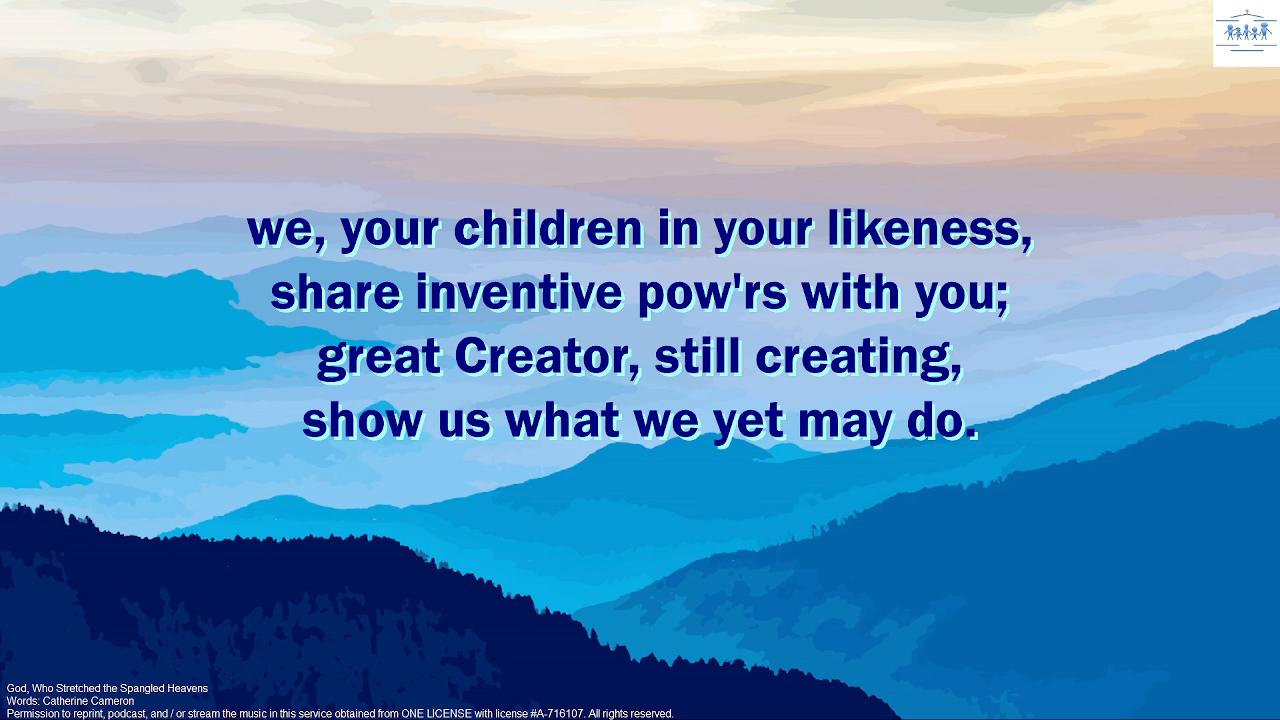 we, your children in your likeness,
share inventive pow'rs with you;
great Creator, still creating,
show us what we yet may do.
God, Who Stretched the Spangled Heavens
Words: Catherine Cameron
Permission to reprint, podcast, and / or stream the music in this service obtained from ONE LICENSE with license #A-716107. All rights reserved.